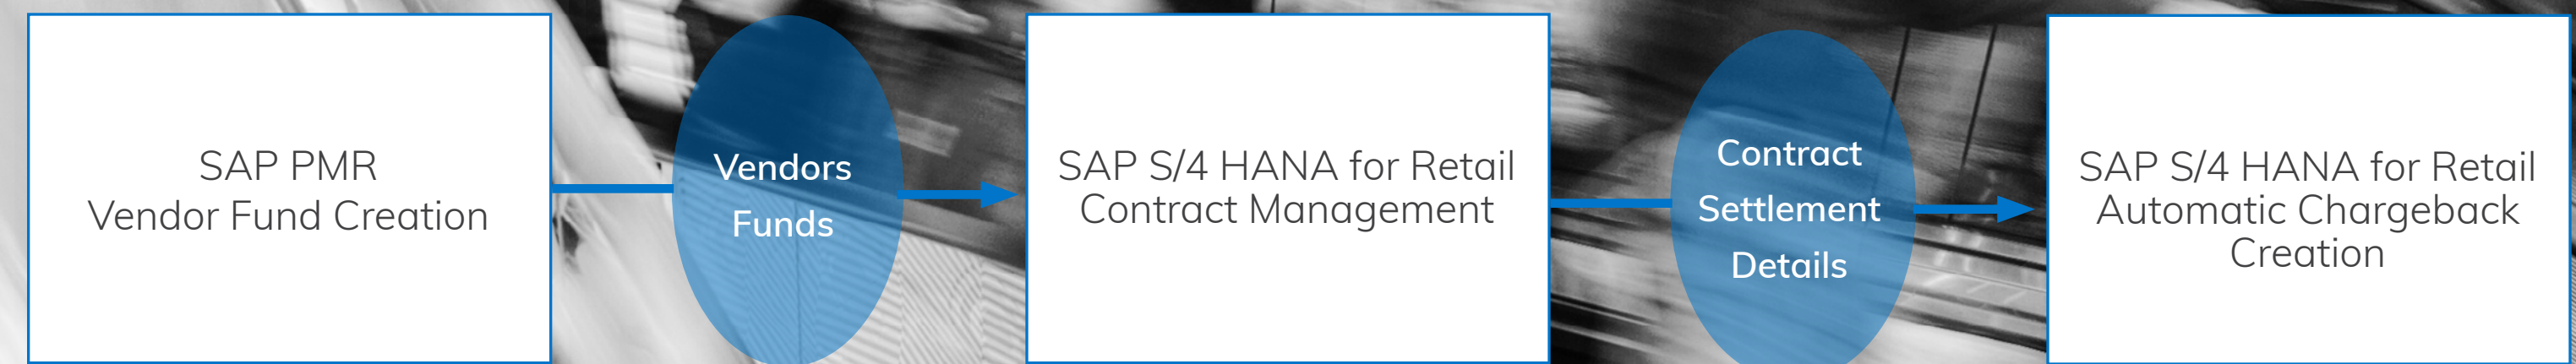 SAP PMR
Vendor Fund Creation
Vendors
Funds
SAP S/4 HANA for Retail
Contract Management
Contract
Settlement
Details
SAP S/4 HANA for Retail
Automatic Chargeback
Creation